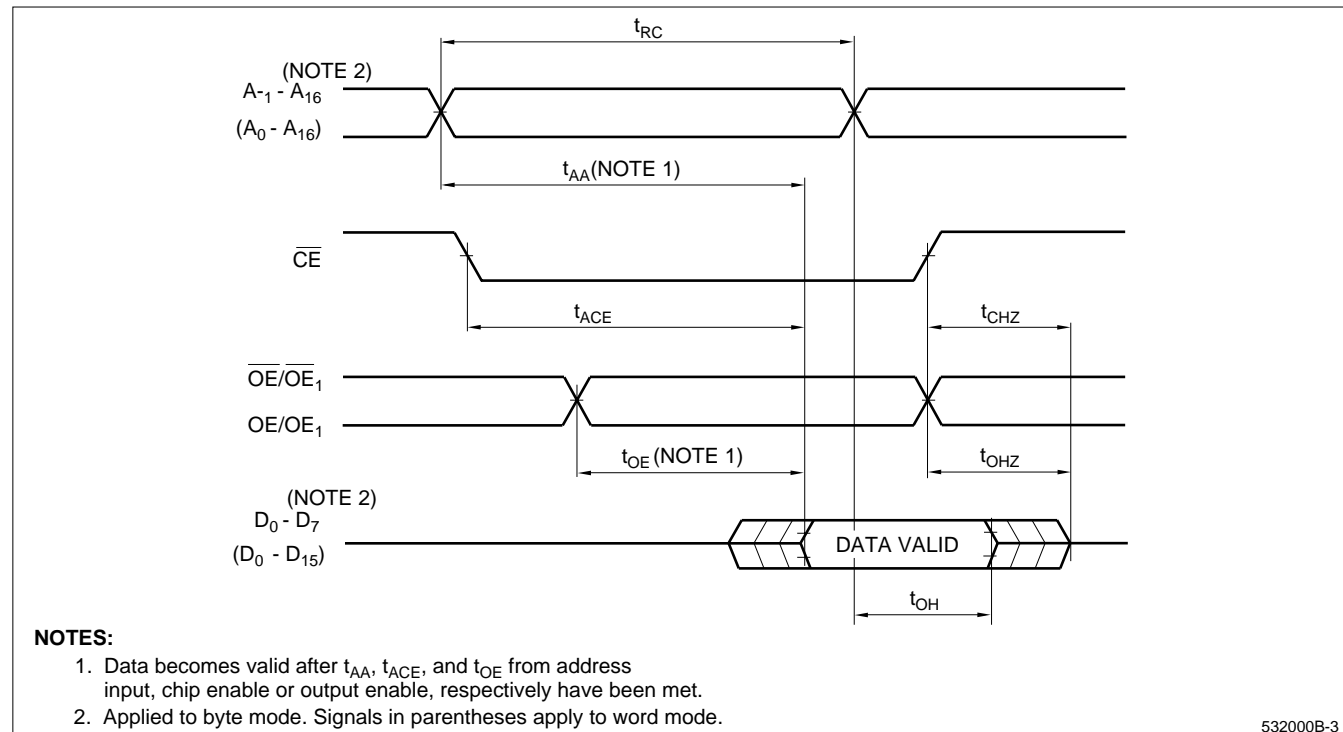 tRC
(NOTE 2)
A-1 - A16
(A0 - A16)
tAA(NOTE 1)
CE
tACE
tCHZ
OE/OE1
OE/OE1
tOE (NOTE 1)
tOHZ
(NOTE 2)
D0 - D7
(D0 - D15)
DATA VALID
tOH
NOTES:
1. Data becomes valid after tAA, tACE, and tOE from address
input, chip enable or output enable, respectively have been met.
2. Applied to byte mode. Signals in parentheses apply to word mode.
532000B-3